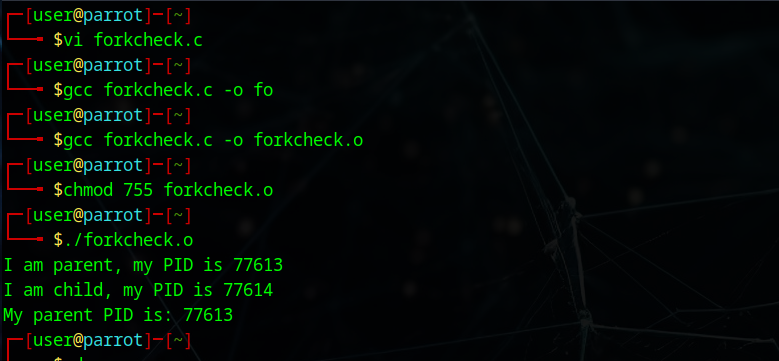 ┌─[user@parrot]─[~]
└──╼ $vi forkcheck.c
┌─[user@parrot]─[~]
└──╼ $gcc forkcheck.c -o fo
┌─[user@parrot]─[~]
└──╼ $gcc forkcheck.c -o forkcheck.o
┌─[user@parrot]─[~]
└──╼ $chmod 755 forkcheck.o
┌─[user@parrot]─[~]
└──╼ $./forkcheck.o
I am parent, my PID is 77613
I am child, my PID is 77614
My parent PID is: 77613
┌─[user@parrot]─[~]